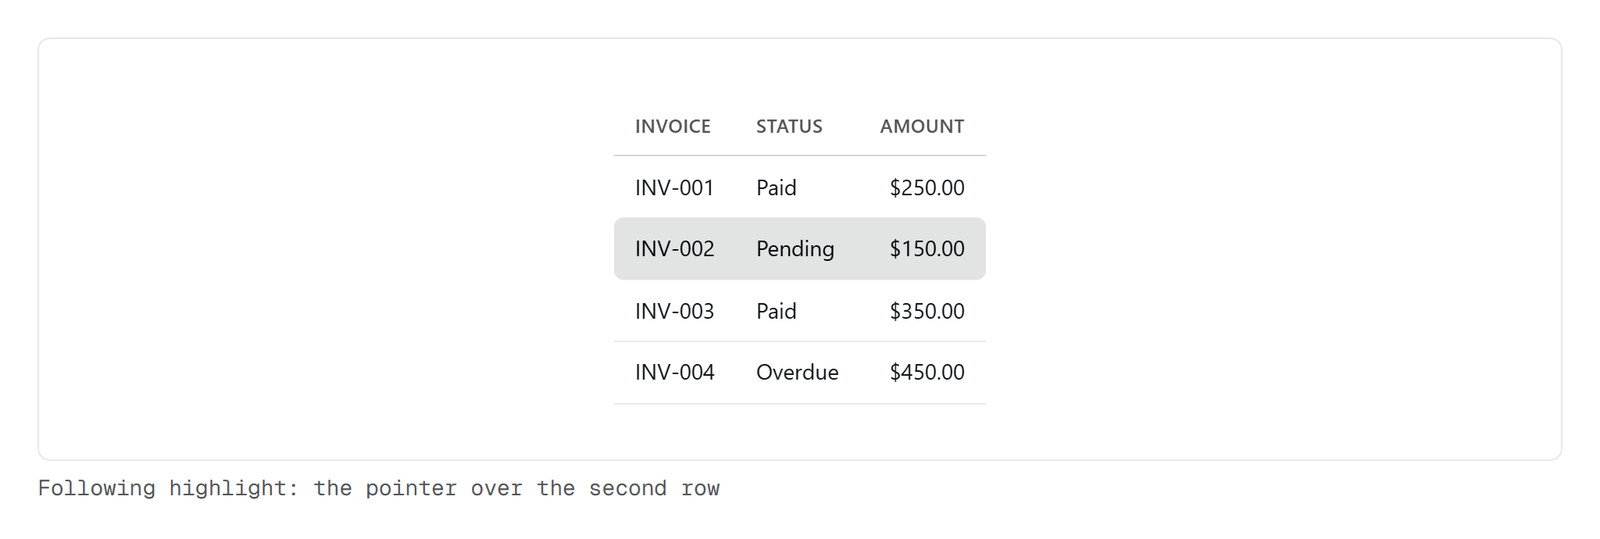 INVOICE STATUS AMOUNT
INV-001 Paid $250.00
INV-002 Pending $150.00
INV-003 Paid $350.00
INV-004 Overdue $450.00
Following highlight: the pointer over the second row